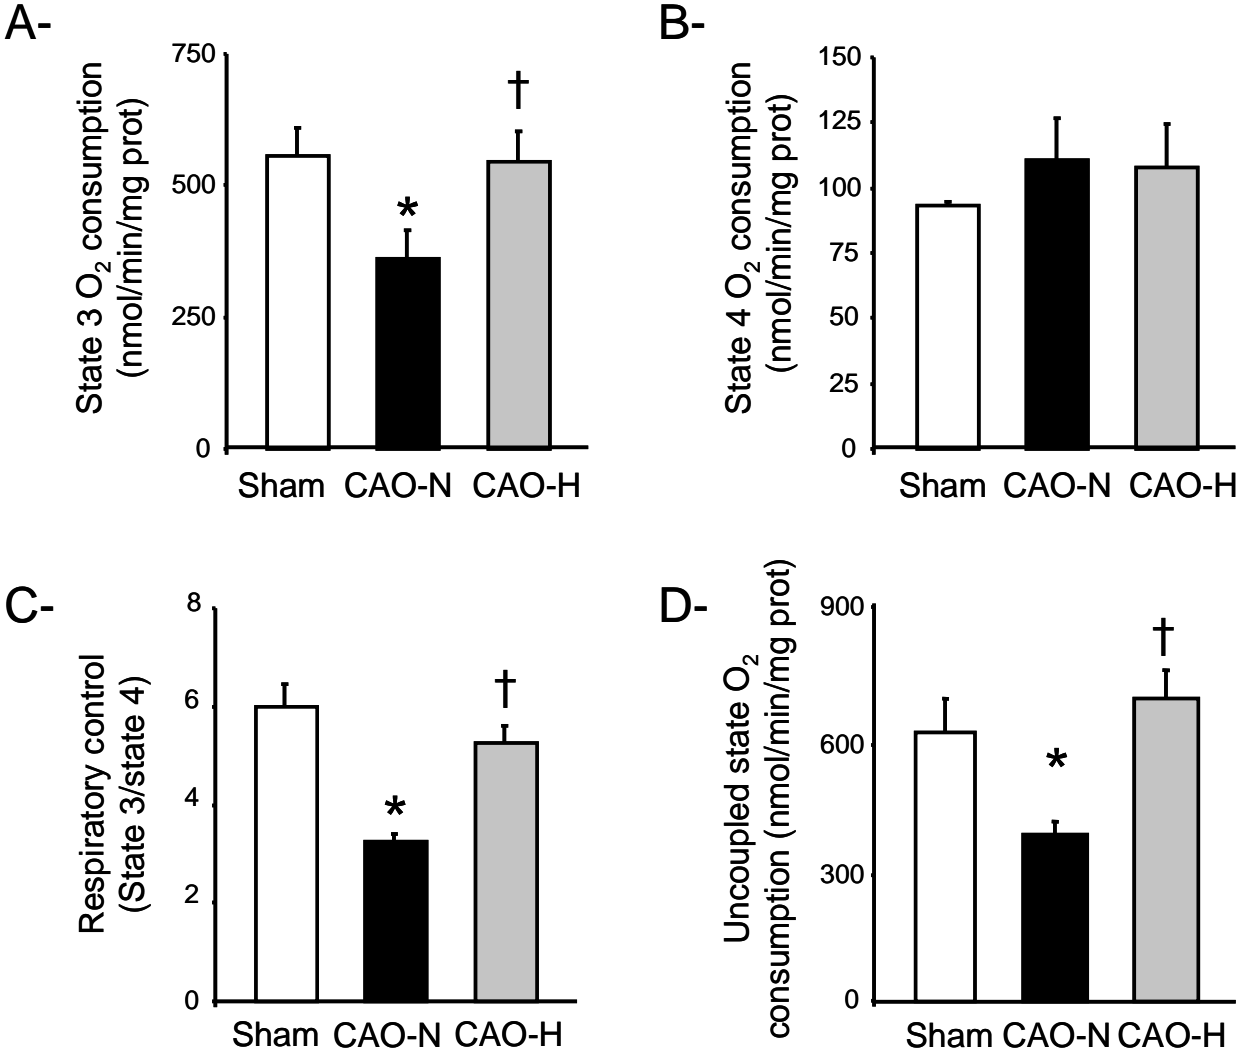 A-
State 3 O2 consumption
(nmol/min/mg prot)
750
500
250
0
*
†
Sham CAO-N CAO-H
B-
State 4 O2 consumption
(nmol/min/mg prot)
150
125
100
75
50
25
0
Sham CAO-N CAO-H
C-
Respiratory control
(State 3/state 4)
8
6
4
2
0
*
†
Sham CAO-N CAO-H
D-
Uncoupled state O2
consumption (nmol/min/mg prot)
900
600
300
0
*
†
Sham CAO-N CAO-H